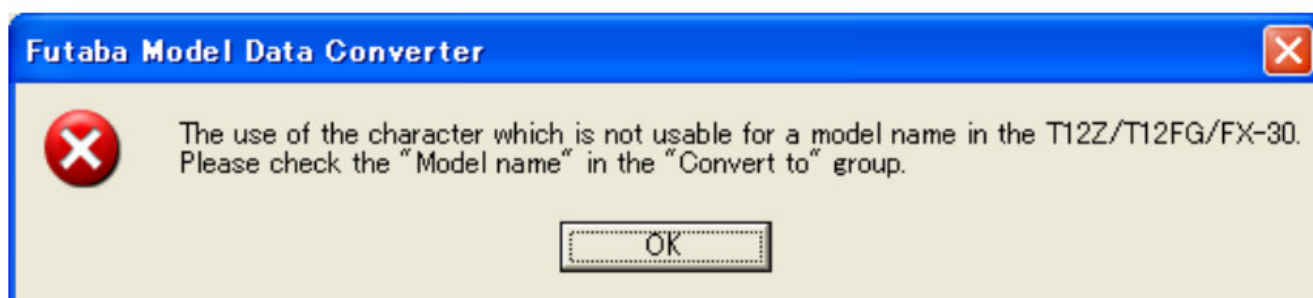 Futaba Model Data Converter
The use of the character which is not usable for a model name in the T12Z/T12FG/FX-30.
Please check the "Model name" in the "Convert to" group.
OK